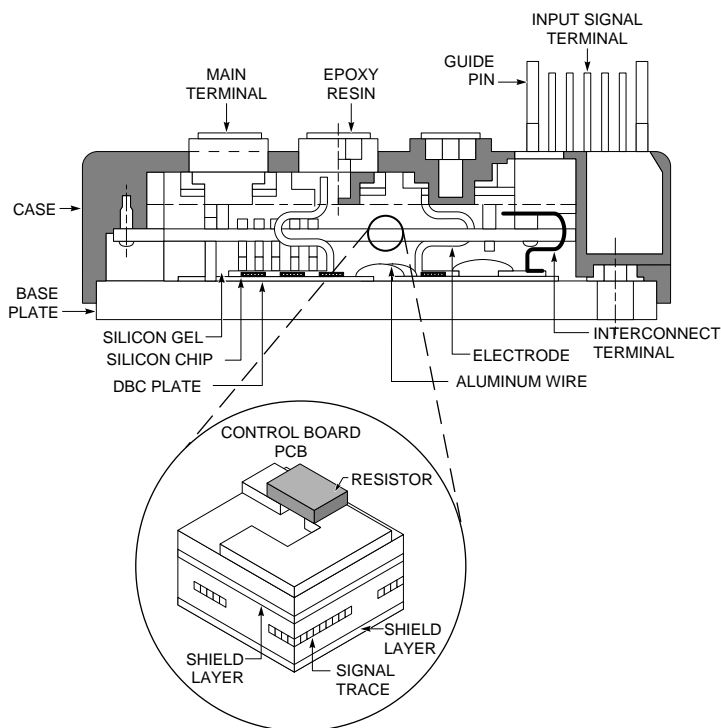 INPUT SIGNAL
TERMINAL
GUIDE
PIN
MAIN
TERMINAL
EPOXY
RESIN
CASE
BASE
PLATE
SILICON GEL
SILICON CHIP
DBC PLATE
ELECTRODE
ALUMINUM WIRE
INTERCONNECT
TERMINAL
CONTROL BOARD
PCB
RESISTOR
SHIELD
LAYER
SHIELD
LAYER
SIGNAL
TRACE